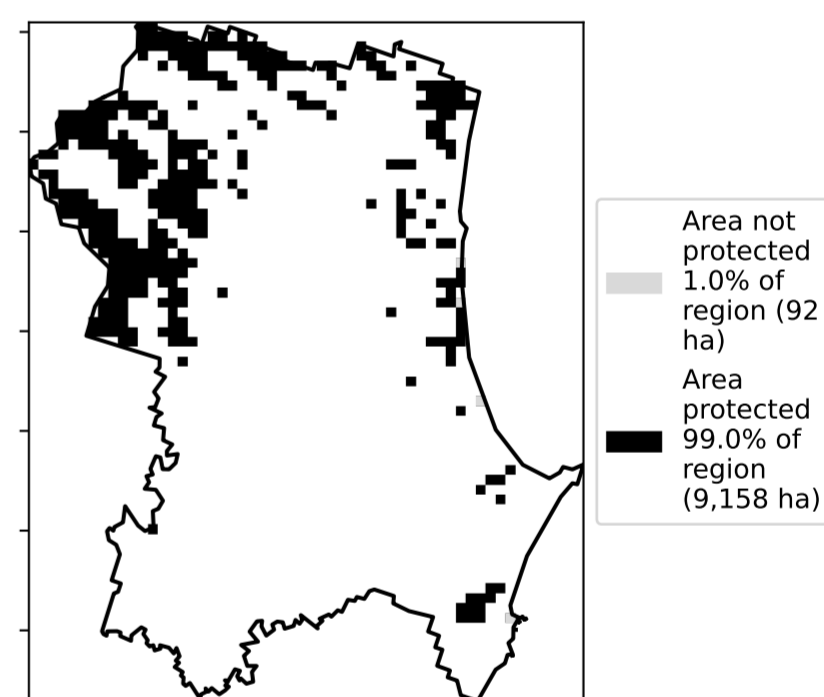 Area not
protected
1.0% of
region (92
ha)
Area
protected
99.0% of
region
(9,158 ha)